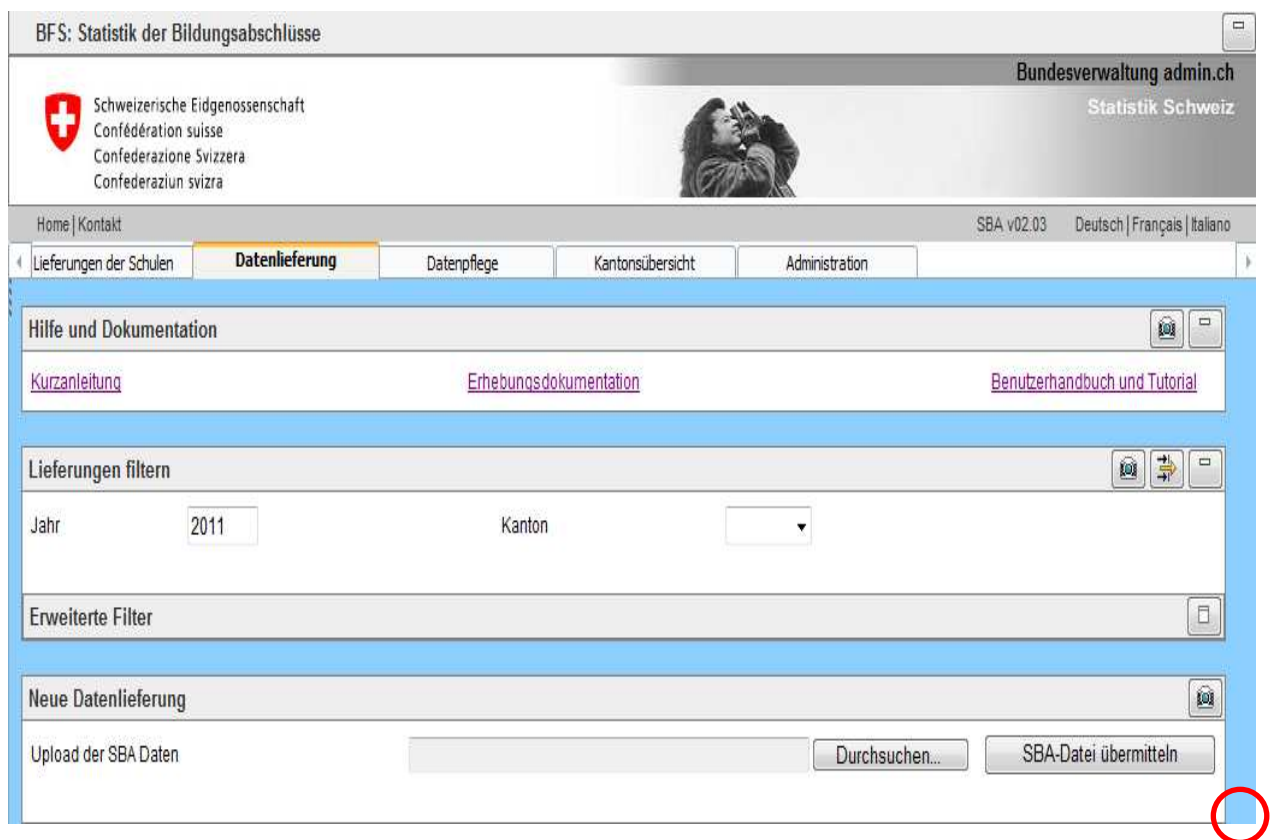 BFS: Statistik der Bildungsabschlüsse
Bundesverwaltung admin.ch
Statistik Schweiz
Schweizerische Eidgenossenschaft
Confédération suisse
Confederazione Svizzera
Confederaziun svizra
Home | Kontakt SBA v02.03 Deutsch | Français | Italiano
Lieferungen der Schulen Datenlieferung Datenpflege Kantonsübersicht Administration
Hilfe und Dokumentation
Kurzanleitung Erhebungsdokumentation Benutzerhandbuch und Tutorial
Lieferungen filtern
Jahr 2011 Kanton
Erweiterte Filter
Neue Datenlieferung
Upload der SBA Daten Durchsuchen... SBA-Datei übermitteln